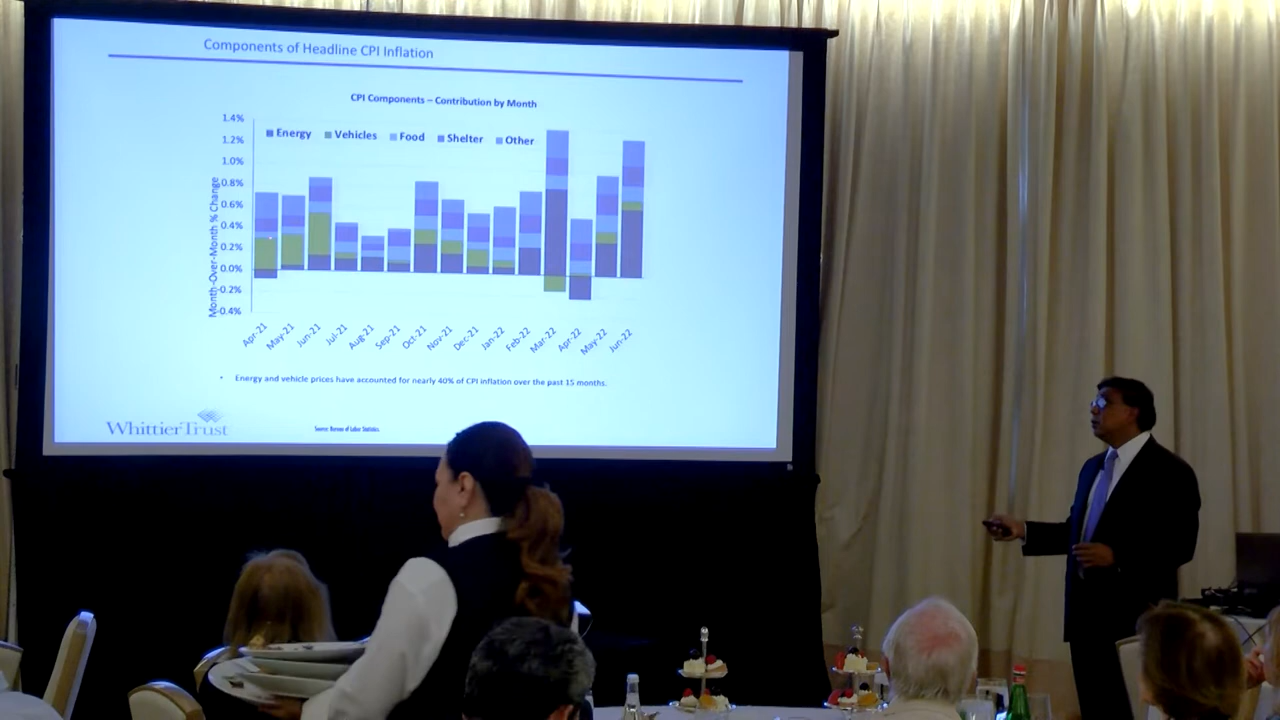 Components of Headline CPI Inflation
CPI Components – Contribution by Month
1.4%
1.2%
1.0%
0.8%
0.6%
0.4%
0.2%
0.0%
-0.2%
-0.4%
Month-Over-Month % Change
Energy Vehicles Food Shelter Other
Apr-21 May-21 Jun-21 Jul-21 Aug-21 Sep-21 Oct-21 Nov-21 Dec-21 Jan-22 Feb-22 Mar-22 Apr-22 May-22 Jun-22
• Energy and vehicle prices have accounted for nearly 40% of CPI inflation over the past 15 months.
WhittierTrust
Source: Bureau of Labor Statistics.